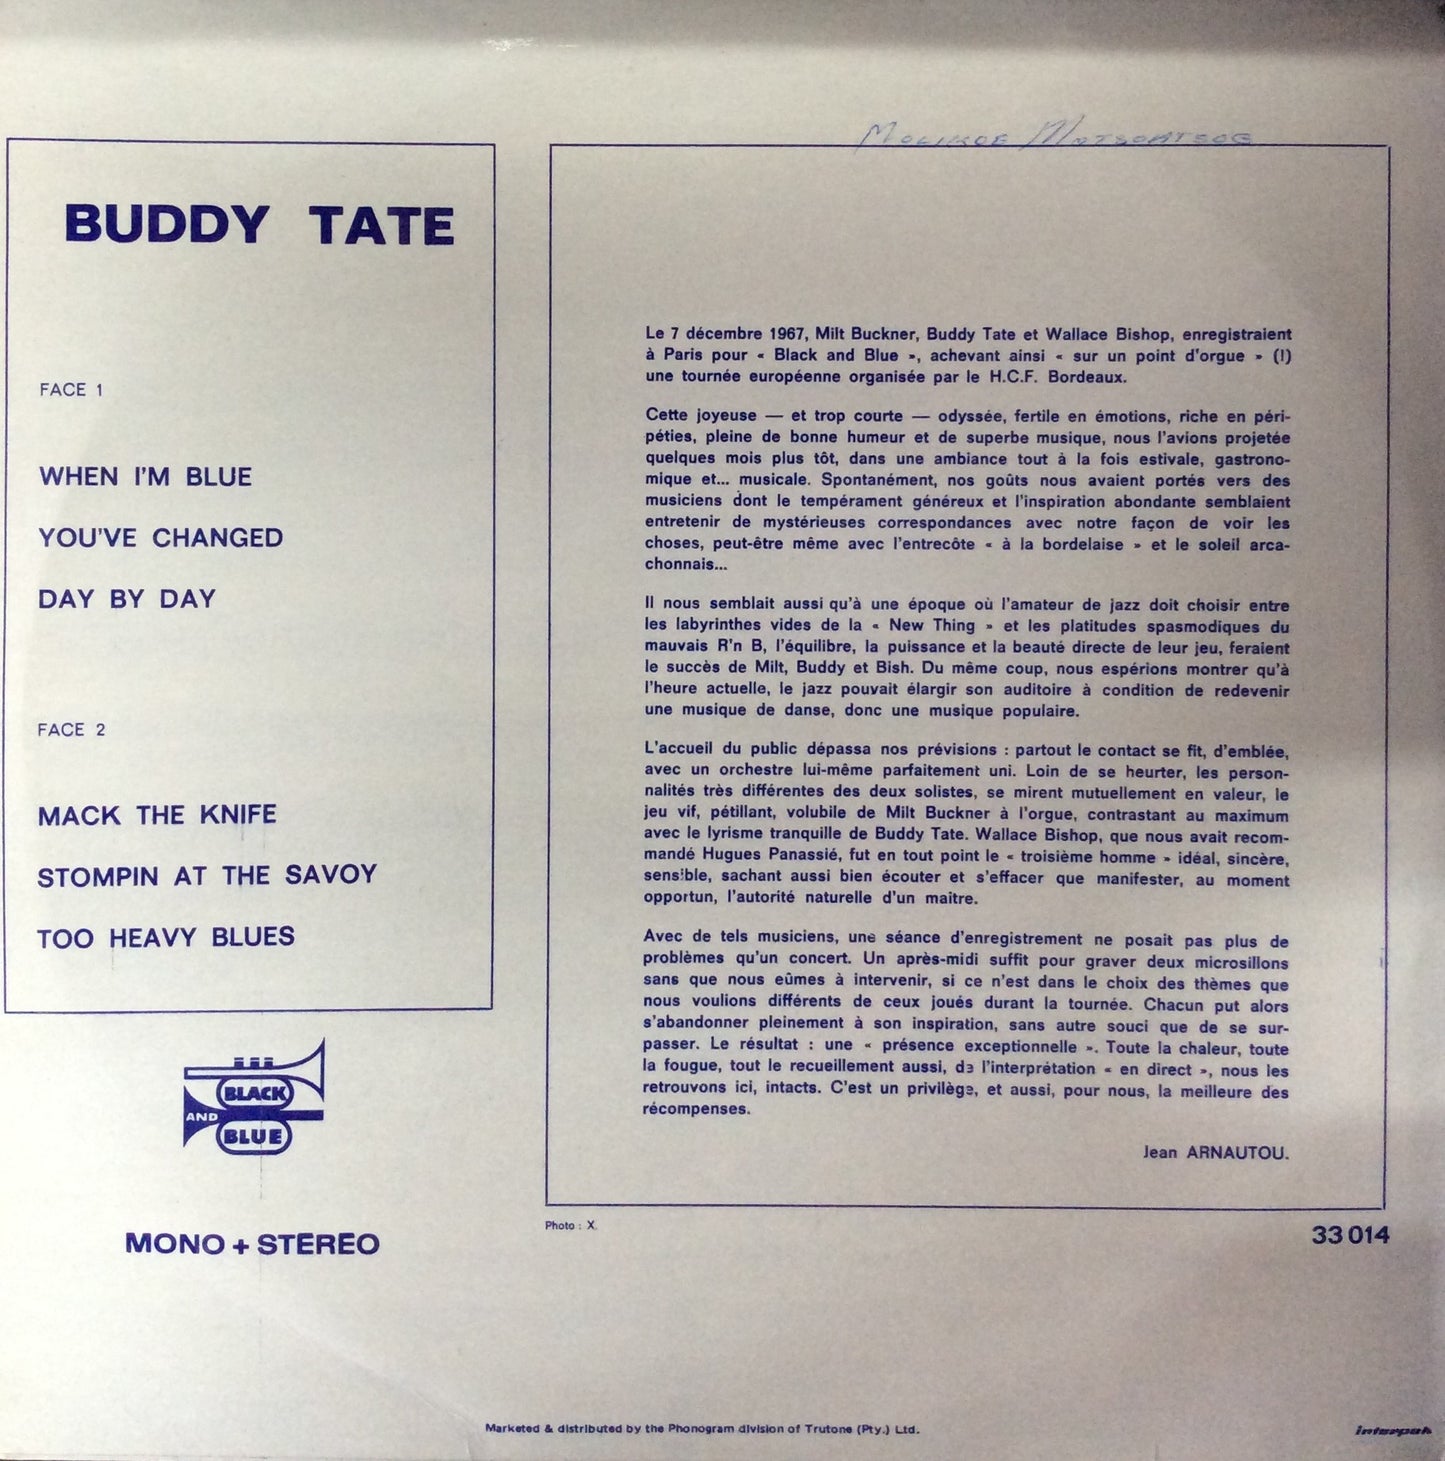 BUDDY TATE
FACE 1
WHEN I'M BLUE
YOU'VE CHANGED
DAY BY DAY
FACE 2
MACK THE KNIFE
STOMPIN AT THE SAVOY
TOO HEAVY BLUES
BLACK
AND
BLUE
MONO + STEREO
Le 7 décembre 1967, Milt Buckner, Buddy Tate et Wallace Bishop, enregistraient
à Paris pour « Black and Blue », achevant ainsi « sur un point d'orgue » (!)
une tournée européenne organisée par le H.C.F. Bordeaux.
Cette joyeuse — et trop courte — odyssée, fertile en émotions, riche en péri-
péties, pleine de bonne humeur et de superbe musique, nous l'avions projetée
quelques mois plus tôt, dans une ambiance tout à la fois estivale, gastrono-
mique et... musicale. Spontanément, nos goûts nous avaient portés vers des
musiciens dont le tempérament généreux et l'inspiration abondante semblaient
entretenir de mystérieuses correspondances avec notre façon de voir les
choses, peut-être même avec l'entrecôte « à la bordelaise » et le soleil arca-
chonnais...
Il nous semblait aussi qu'à une époque où l'amateur de jazz doit choisir entre
les labyrinthes vides de la « New Thing » et les platitudes spasmodiques du
mauvais R'n B, l'équilibre, la puissance et la beauté directe de leur jeu, feraient
le succès de Milt, Buddy et Bish. Du même coup, nous espérions montrer qu'à
l'heure actuelle, le jazz pouvait élargir son auditoire à condition de redevenir
une musique de danse, donc une musique populaire.
L'accueil du public dépassa nos prévisions : partout le contact se fit, d'emblée,
avec un orchestre lui-même parfaitement uni. Loin de se heurter, les person-
nalités très différentes des deux solistes, se mirent mutuellement en valeur, le
jeu vif, pétillant, volubile de Milt Buckner à l'orgue, contrastant au maximum
avec le lyrisme tranquille de Buddy Tate. Wallace Bishop, que nous avait recom-
mandé Hugues Panassié, fut en tout point le « troisième homme » idéal, sincère,
sensible, sachant aussi bien écouter et s'effacer que manifester, au moment
opportun, l'autorité naturelle d'un maître.
Avec de tels musiciens, une séance d'enregistrement ne posait pas plus de
problèmes qu'un concert. Un après-midi suffit pour graver deux microsillons
sans que nous eûmes à intervenir, si ce n'est dans le choix des thèmes que
nous voulions différents de ceux joués durant la tournée. Chacun put alors
s'abandonner pleinement à son inspiration, sans autre souci que de se sur-
passer. Le résultat : une « présence exceptionnelle ». Toute la chaleur, toute
la fougue, tout le recueillement aussi, de l'interprétation « en direct », nous les
retrouvons ici, intacts. C'est un privilège, et aussi, pour nous, la meilleure des
récompenses.
Jean ARNAUTOU.
Photo : X.
33 014
Marketed & distributed by the Phonogram division of Trutone (Pty.) Ltd.
interpak